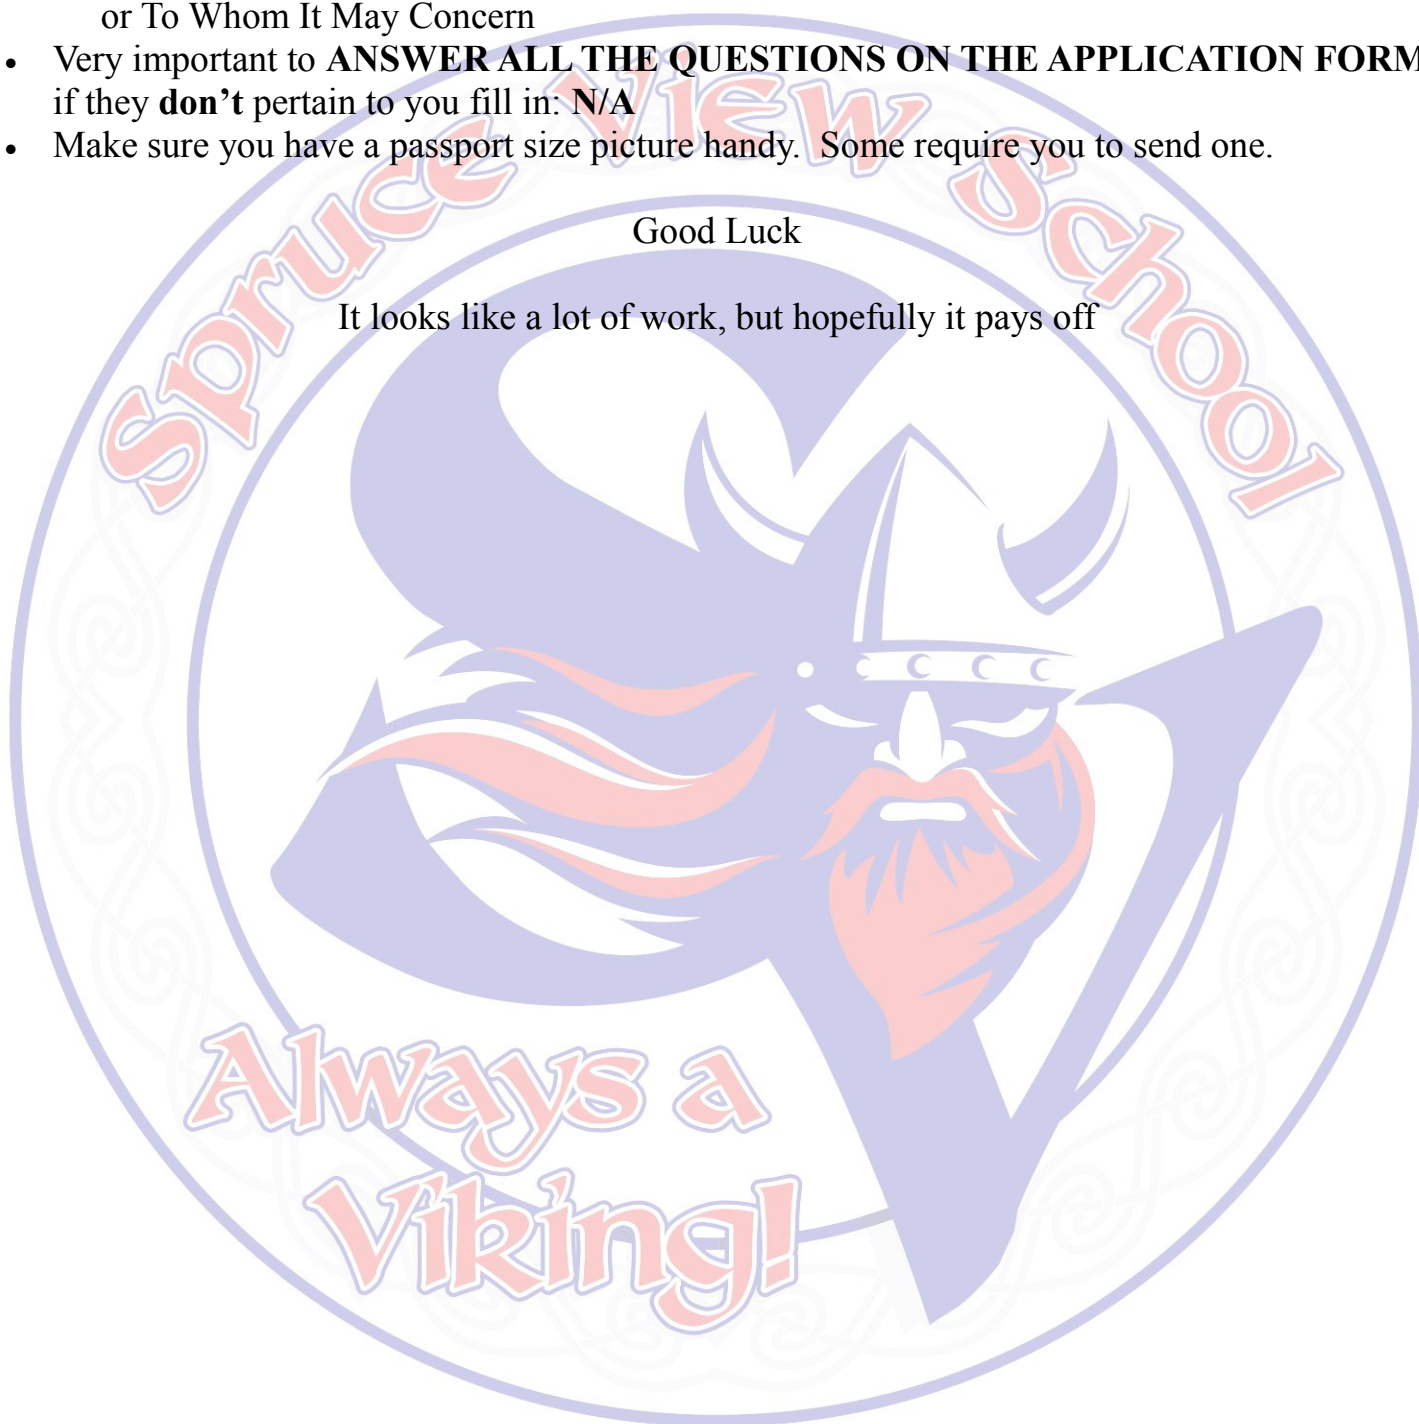 or To Whom It May Concern
• Very important to ANSWER ALL THE QUESTIONS ON THE APPLICATION FORM
if they don’t pertain to you fill in: N/A
• Make sure you have a passport size picture handy.  Some require you to send one.
Good Luck
It looks like a lot of work, but hopefully it pays off
Spruce View School
Always a
Viking!